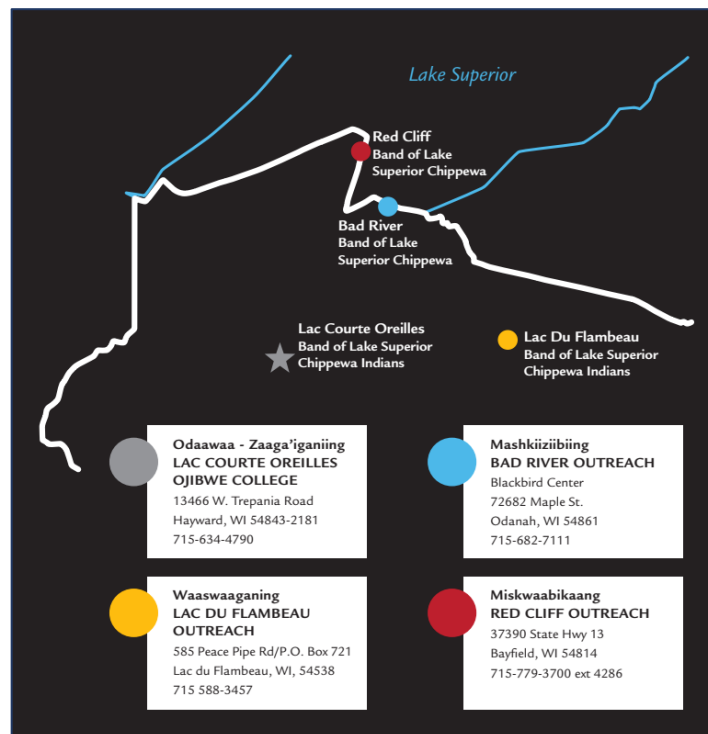 Lake Superior
Red Cliff
Band of Lake
Superior Chippewa
Bad River
Band of Lake
Superior Chippewa
Lac Courte Oreilles
Band of Lake Superior
Chippewa Indians
Lac Du Flambeau
Band of Lake Superior
Chippewa Indians
Odaawaa - Zaaga'iganiing
LAC COURTE OREILLES
OJIBWE COLLEGE
13466 W. Trepania Road
Hayward, WI 54843-2181
715-634-4790
Mashkiiziibiing
BAD RIVER OUTREACH
Blackbird Center
72682 Maple St.
Odanah, WI 54861
715-682-7111
Waaswaaganing
LAC DU FLAMBEAU
OUTREACH
585 Peace Pipe Rd/P.O. Box 721
Lac du Flambeau, WI, 54538
715 588-3457
Miskwaabikaang
RED CLIFF OUTREACH
37390 State Hwy 13
Bayfield, WI 54814
715-779-3700 ext 4286